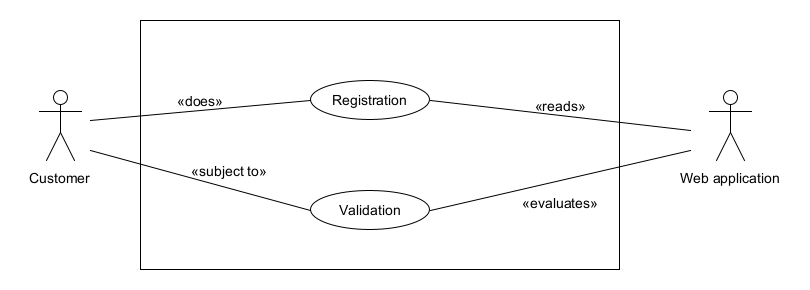 «does»
Registration
«reads»
Customer
«subject to»
Web application
Validation
«evaluates»